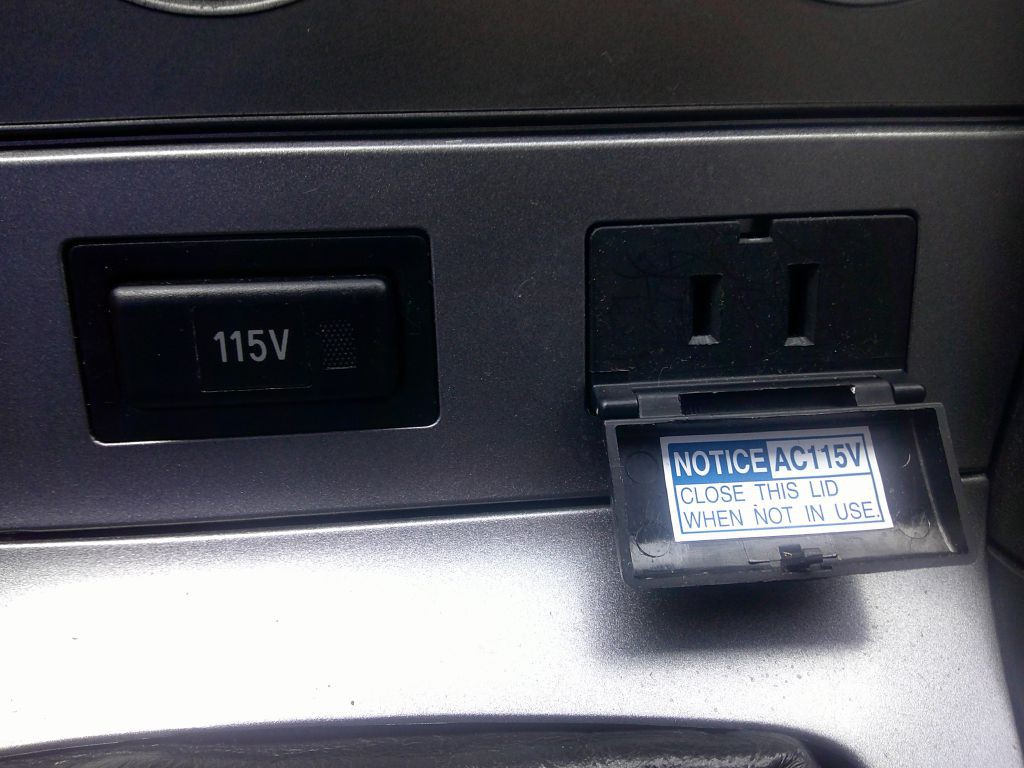 115V
NOTICE AC115V
CLOSE THIS LID
WHEN NOT IN USE.